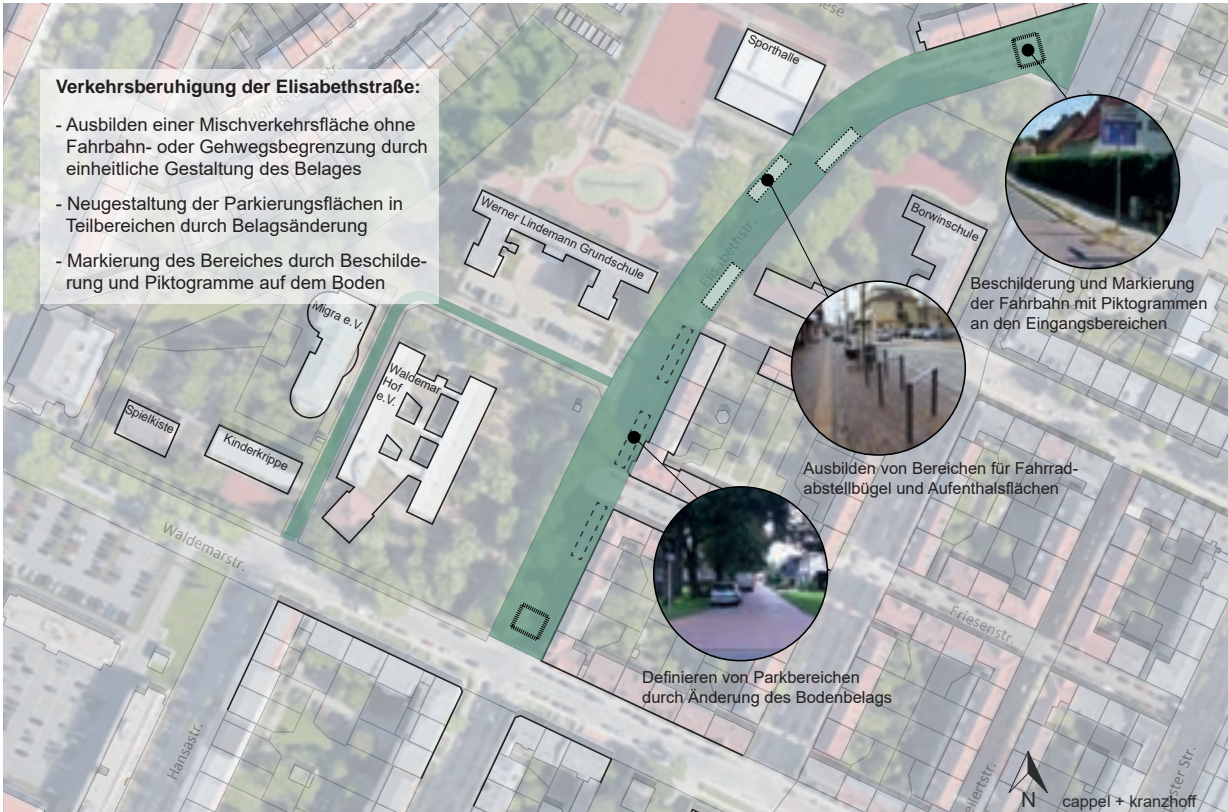 Verkehrsberuhigung der Elisabethstraße:
- Ausbilden einer Mischverkehrsfläche ohne
Fahrbahn- oder Gehwegsbegrenzung durch
einheitliche Gestaltung des Belages
- Neugestaltung der Parkierungsflächen in
Teilbereichen durch Belagsänderung
- Markierung des Bereiches durch Beschilde-
rung und Piktogramme auf dem Boden
Sporthalle
Werner Lindemann Grundschule
Borwinschule
Elisabethstr.
Beschilderung und Markierung
der Fahrbahn mit Piktogrammen
an den Eingangsbereichen
Migra e.V.
Waldemar
Hof
e.V.
Spielkiste
Kinderkrippe
Ausbilden von Bereichen für Fahrrad-
abstellbügel und Aufenthalsflächen
Waldemarstr.
Friesenstr.
Definieren von Parkbereichen
durch Änderung des Bodenbelags
Hansastr.
N
cappel + kranzhoff